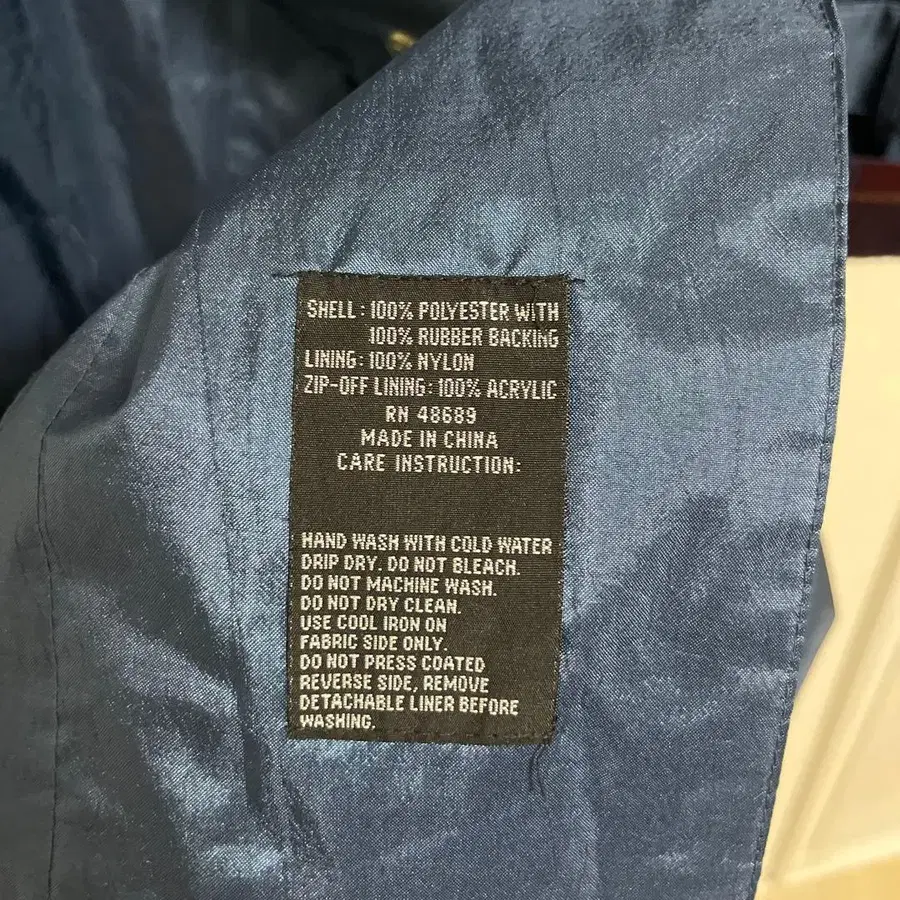 SHELL: 100% POLYESTER WITH
100% RUBBER BACKING
LINING: 100% NYLON
ZIP-OFF LINING: 100% ACRYLIC
RN 48689
MADE IN CHINA
CARE INSTRUCTION:
HAND WASH WITH COLD WATER
DRIP DRY. DO NOT BLEACH.
DO NOT MACHINE WASH.
DO NOT DRY CLEAN.
USE COOL IRON ON
FABRIC SIDE ONLY.
DO NOT PRESS COATED
REVERSE SIDE, REMOVE
DETACHABLE LINER BEFORE
WASHING.